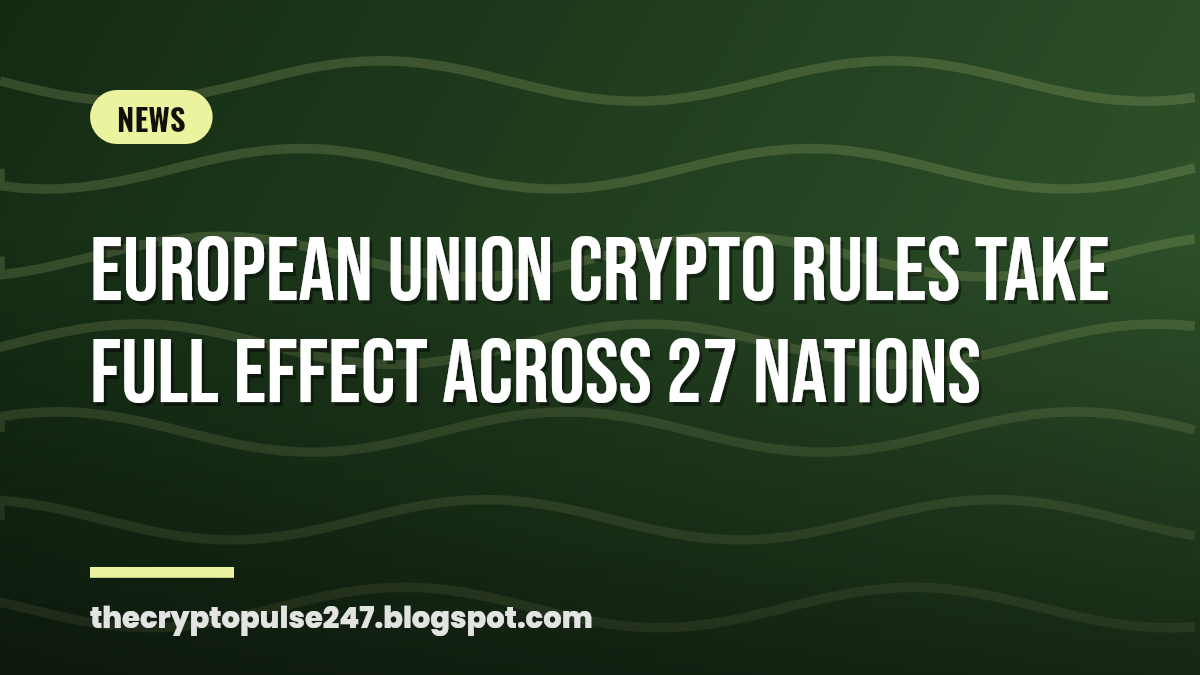 NEWS
EUROPEAN UNION CRYPTO RULES TAKE
FULL EFFECT ACROSS 27 NATIONS
thecryptopulse247.blogspot.com